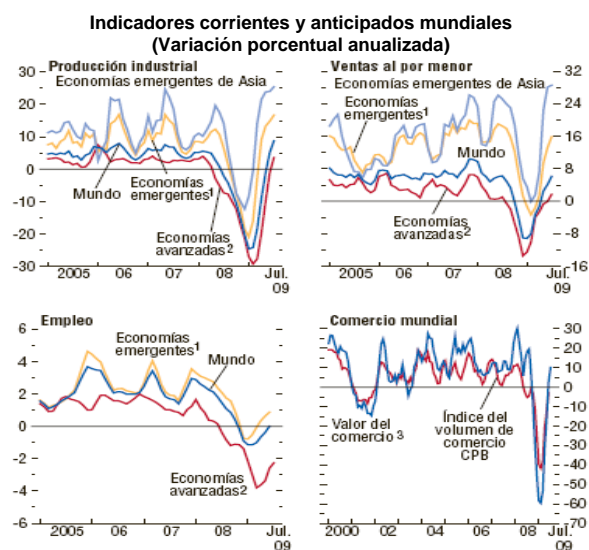 Indicadores corrientes y anticipados mundiales
(Variación porcentual anualizada)
Producción industrial
30
20
10
0
-10
-20
-30
Economías emergentes de Asia
Mundo
Economías
emergentes1
Economías
avanzadas2
2005 06 07 08 Jul.
09
Ventas al por menor
32
24
16
8
0
-8
-16
Economías emergentes de Asia
Economías
emergentes1
Mundo
Economías
avanzadas2
2005 06 07 08 Jul.
09
Empleo
6
4
2
0
-2
-4
-6
Economías
emergentes1
Mundo
Economías
avanzadas2
2005 06 07 08 Jul.
09
Comercio mundial
30
20
10
0
-10
-20
-30
-40
-50
-60
-70
Valor del
comercio 3
Índice del
volumen de
comercio
CPB
2000 02 04 06 08 Jul.
09